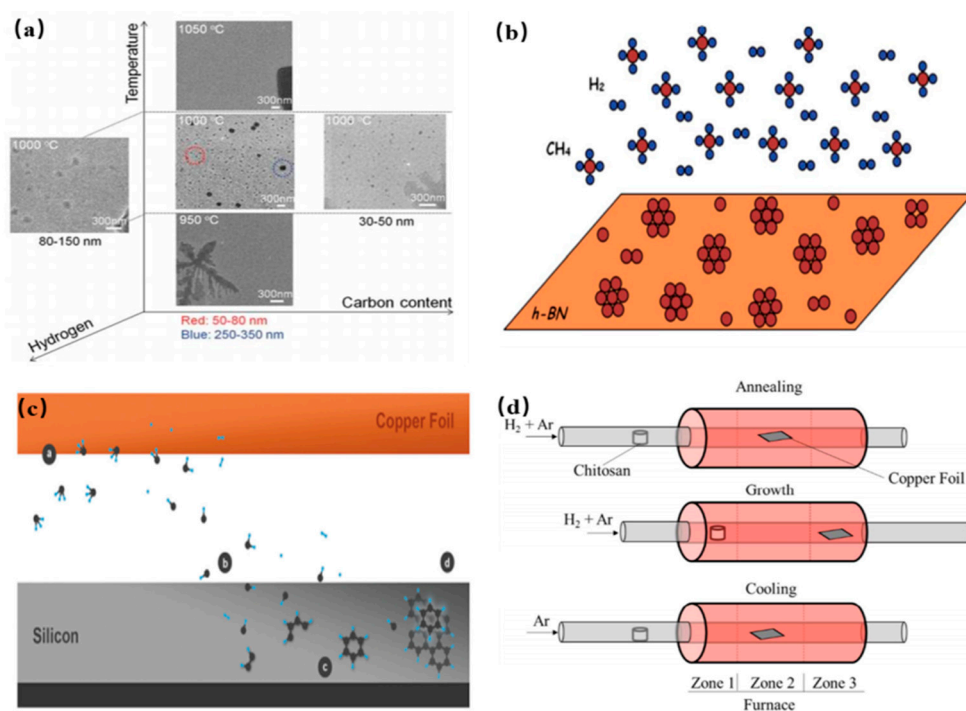 (a)
Temperature
1050 °C
300nm
1000 °C
300nm
80-150 nm
1000 °C
300nm
1000 °C
300nm
30-50 nm
950 °C
300nm
Carbon content
Hydrogen
Red: 50-80 nm
Blue: 250-350 nm
(b)
H2
CH4
h-BN
(c)
Copper Foil
a
b
d
Silicon
c
(d)
Annealing
H2 + Ar
Chitosan
Copper Foil
Growth
H2 + Ar
Cooling
Ar
Zone 1 Zone 2 Zone 3
Furnace